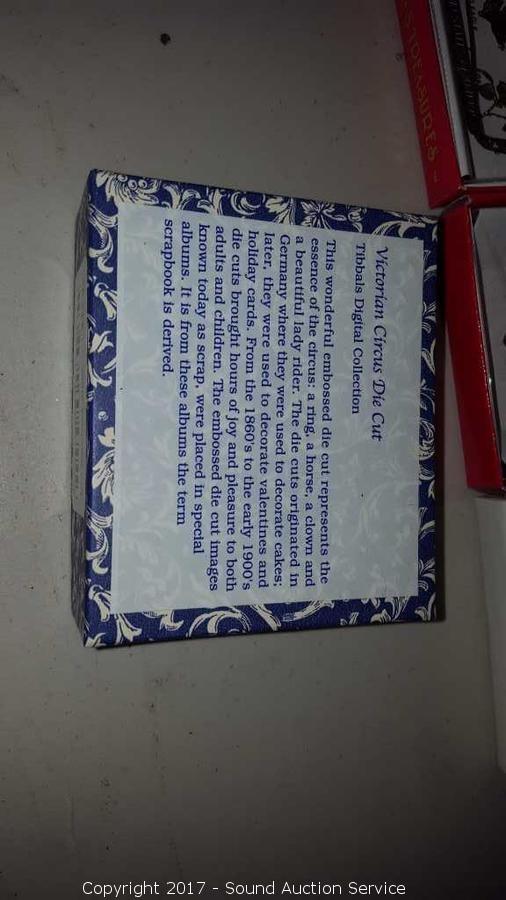 Victorian Circus Die Cut
Tibbals Digital Collection
This wonderful embossed die cut represents the
essence of the circus: a ring, a horse, a clown and
a beautiful lady rider. The die cuts originated in
Germany where they were used to decorate cakes;
later, they were used to decorate valentines and
holiday cards. From the 1860's to the early 1900's
die cuts brought hours of joy and pleasure to both
adults and children. The embossed die cut images
known today as scrap, were placed in special
albums. It is from these albums the term
scrapbook is derived.
Copyright 2017 - Sound Auction Service